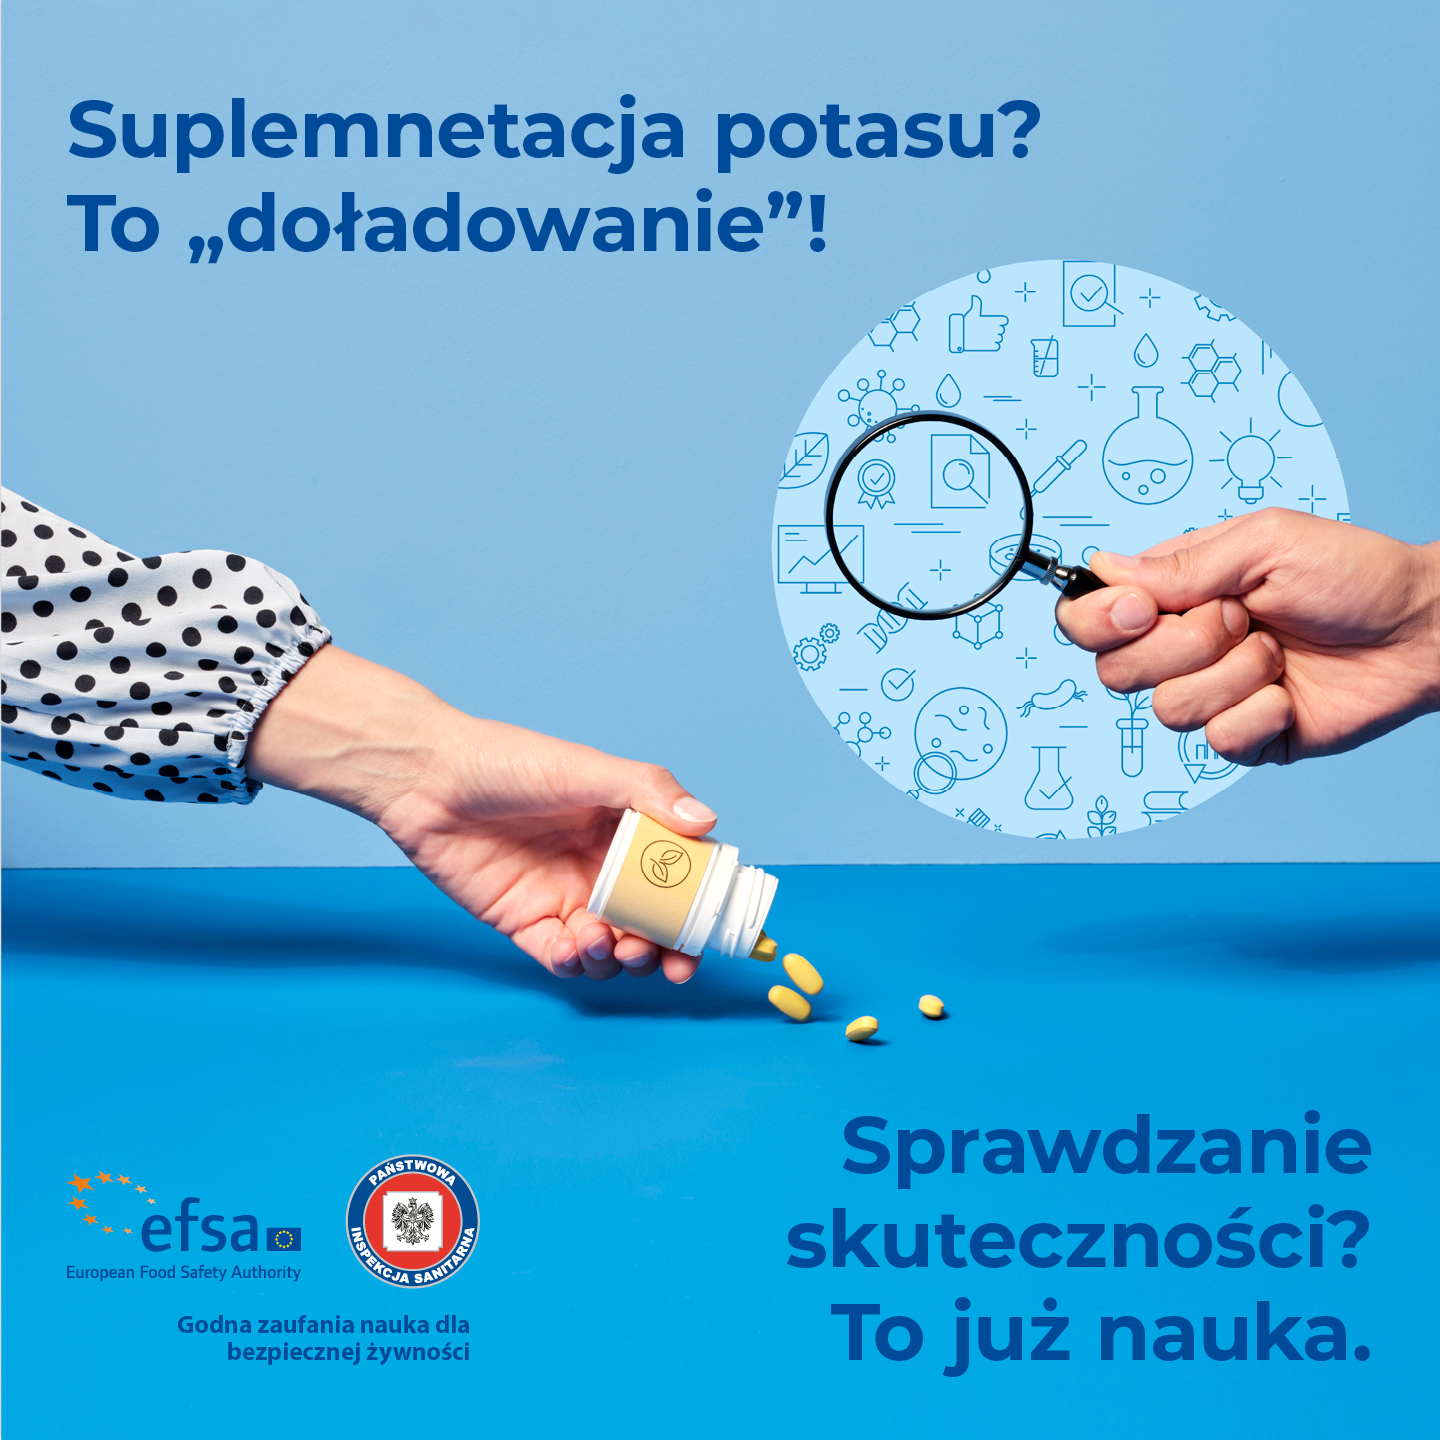 Suplemnetacja potasu?
To „doładowanie”!
efsa
European Food Safety Authority
PAŃSTWOWA
INSPEKCJA SANITARNA
Godna zaufania nauka dla
bezpiecznej żywności
Sprawdzanie
skuteczności?
To już nauka.